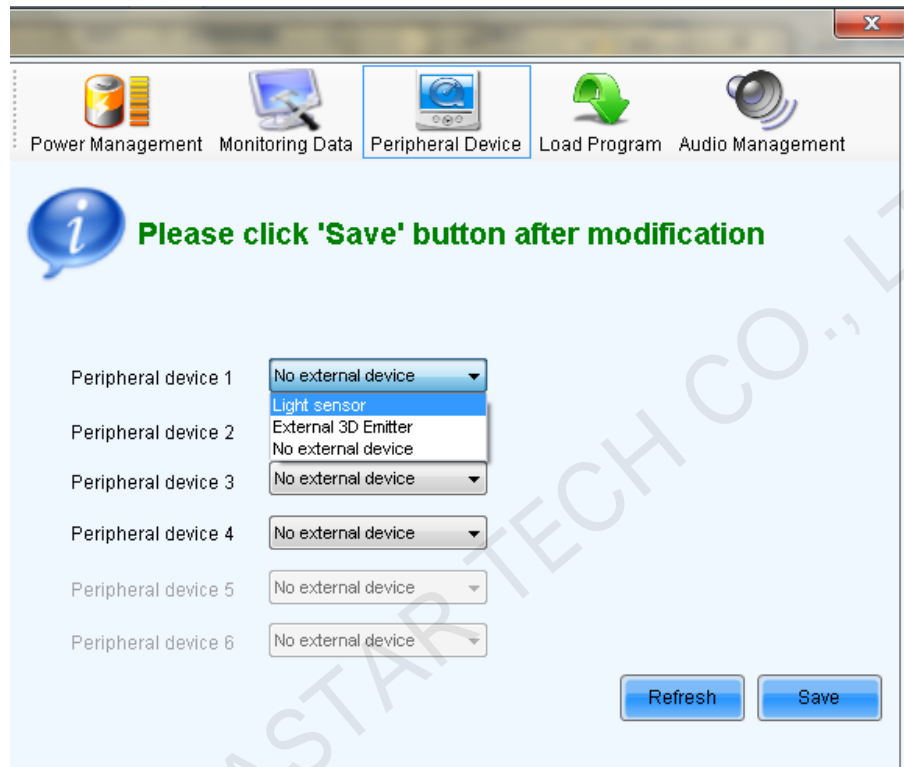 x
Power Management Monitoring Data Peripheral Device Load Program Audio Management
i Please click 'Save' button after modification
Peripheral device 1 No external device
Light sensor
External 3D Emitter
Peripheral device 2
No external device
Peripheral device 3 No external device
Peripheral device 4 No external device
Peripheral device 5 No external device
Peripheral device 6 No external device
Refresh Save
ASTAR TECH CO.,